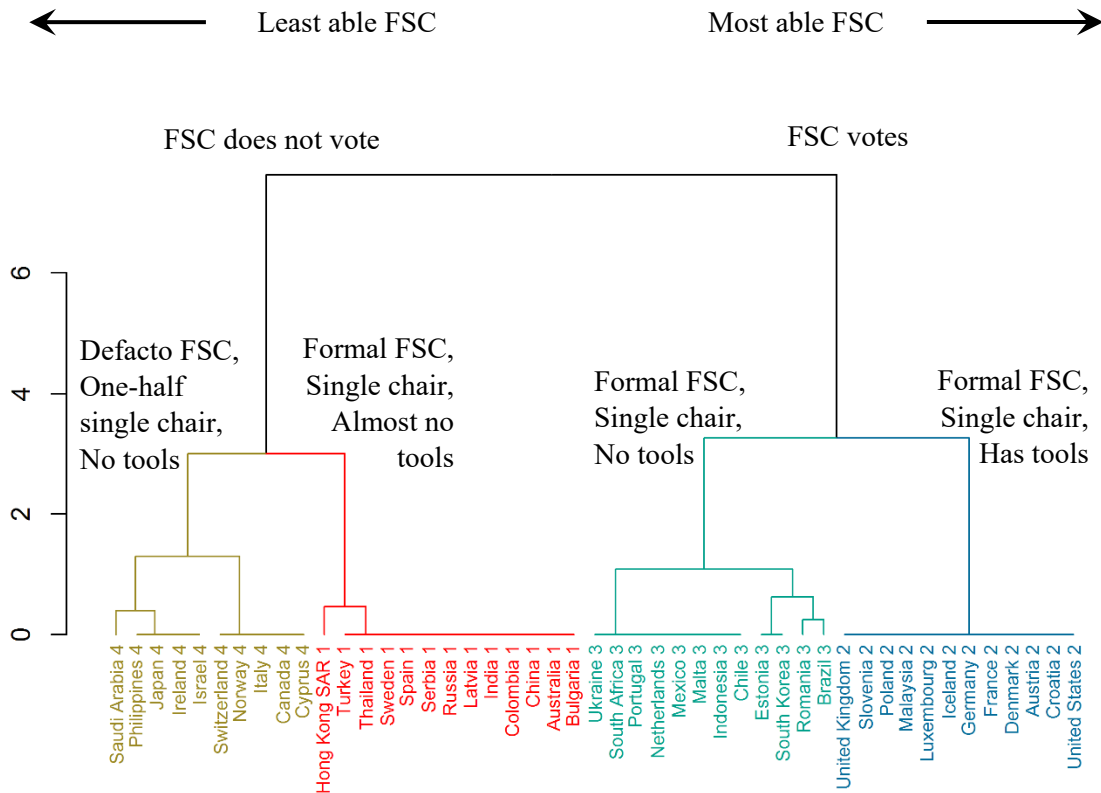 Least able FSC
Most able FSC
FSC does not vote
FSC votes
6
4
2
0
Defacto FSC,
One-half
single chair,
No tools
Formal FSC,
Single chair,
Almost no
tools
Formal FSC,
Single chair,
No tools
Formal FSC,
Single chair,
Has tools
Saudi Arabia 4
Philippines 4
Japan 4
Ireland 4
Israel 4
Switzerland 4
Norway 4
Italy 4
Canada 4
Cyprus 4
Hong Kong SAR 1
Turkey 1
Thailand 1
Sweden 1
Spain 1
Serbia 1
Russia 1
Latvia 1
India 1
Colombia 1
China 1
Australia 1
Bulgaria 1
Ukraine 3
South Africa 3
Portugal 3
Netherlands 3
Mexico 3
Malta 3
Indonesia 3
Chile 3
Estonia 3
South Korea 3
Romania 3
Brazil 3
United Kingdom 2
Slovenia 2
Poland 2
Malaysia 2
Luxembourg 2
Iceland 2
Germany 2
France 2
Denmark 2
Austria 2
Croatia 2
United States 2